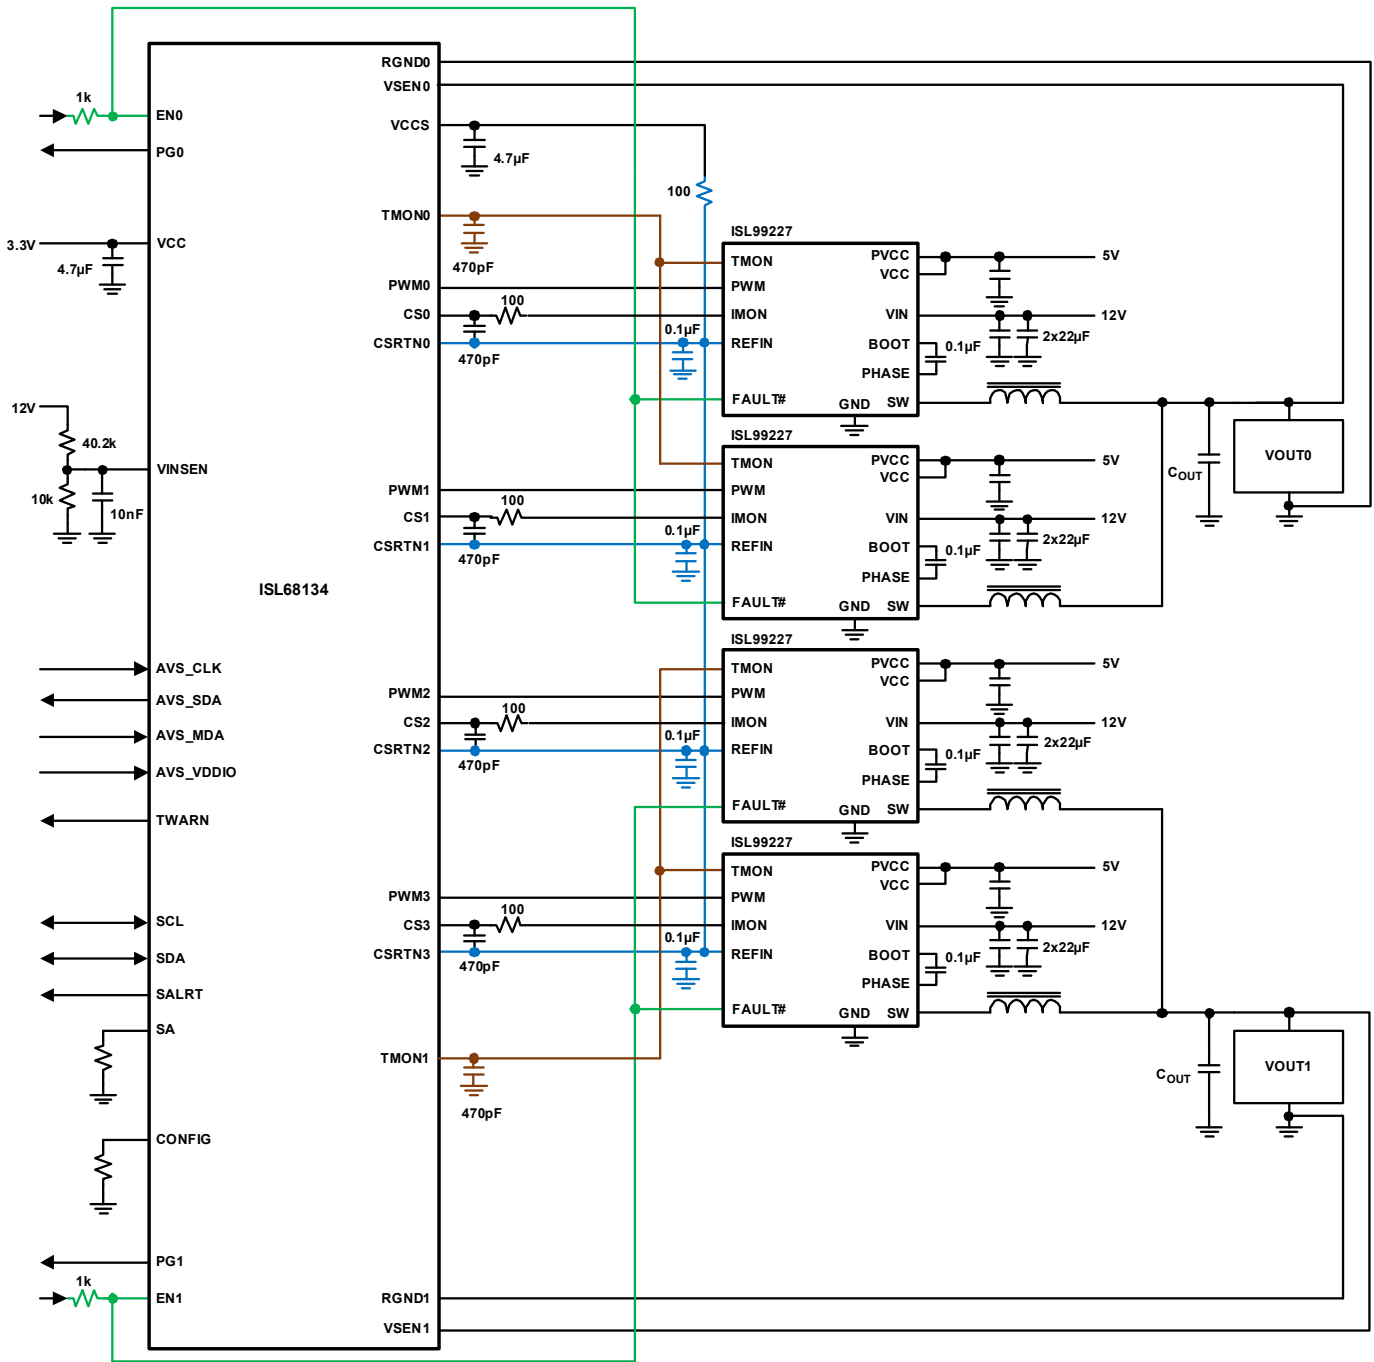 1k
EN0
PG0
3.3V
VCC
4.7µF
12V
40.2k
VINSEN
10k
10nF
ISL68134
AVS_CLK
AVS_SDA
AVS_MDA
AVS_VDDIO
TWARN
SCL
SDA
SALRT
SA
CONFIG
PG1
1k
EN1
RGND0
VSEN0
VCCS
4.7µF
100
TMON0
470pF
PWM0
100
CS0
CSRTN0
470pF
0.1µF
PWM1
100
CS1
CSRTN1
470pF
0.1µF
PWM2
100
CS2
CSRTN2
470pF
0.1µF
PWM3
100
CS3
CSRTN3
470pF
0.1µF
TMON1
470pF
RGND1
VSEN1
ISL99227
TMON
PWM
IMON
REFIN
FAULT#
PVCC
VCC
VIN
BOOT
PHASE
GND
SW
5V
12V
2x22µF
0.1µF
ISL99227
TMON
PWM
IMON
REFIN
FAULT#
PVCC
VCC
VIN
BOOT
PHASE
GND
SW
5V
12V
2x22µF
0.1µF
COUT
VOUT0
ISL99227
TMON
PWM
IMON
REFIN
FAULT#
PVCC
VCC
VIN
BOOT
PHASE
GND
SW
5V
12V
2x22µF
0.1µF
ISL99227
TMON
PWM
IMON
REFIN
FAULT#
PVCC
VCC
VIN
BOOT
PHASE
GND
SW
5V
12V
2x22µF
0.1µF
COUT
VOUT1